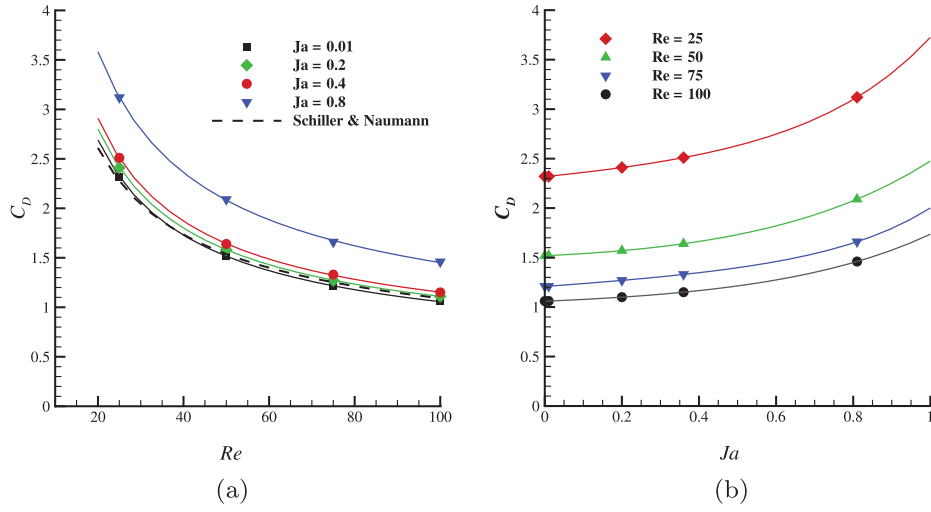 4
3.5
3
2.5
2
1.5
1
0.5
0
C_D
20
40
60
80
100
Re
Ja = 0.01
Ja = 0.2
Ja = 0.4
Ja = 0.8
Schiller & Naumann
(a)
4
3.5
3
2.5
2
1.5
1
0.5
0
C_D
0
0.2
0.4
0.6
0.8
1
Ja
Re = 25
Re = 50
Re = 75
Re = 100
(b)